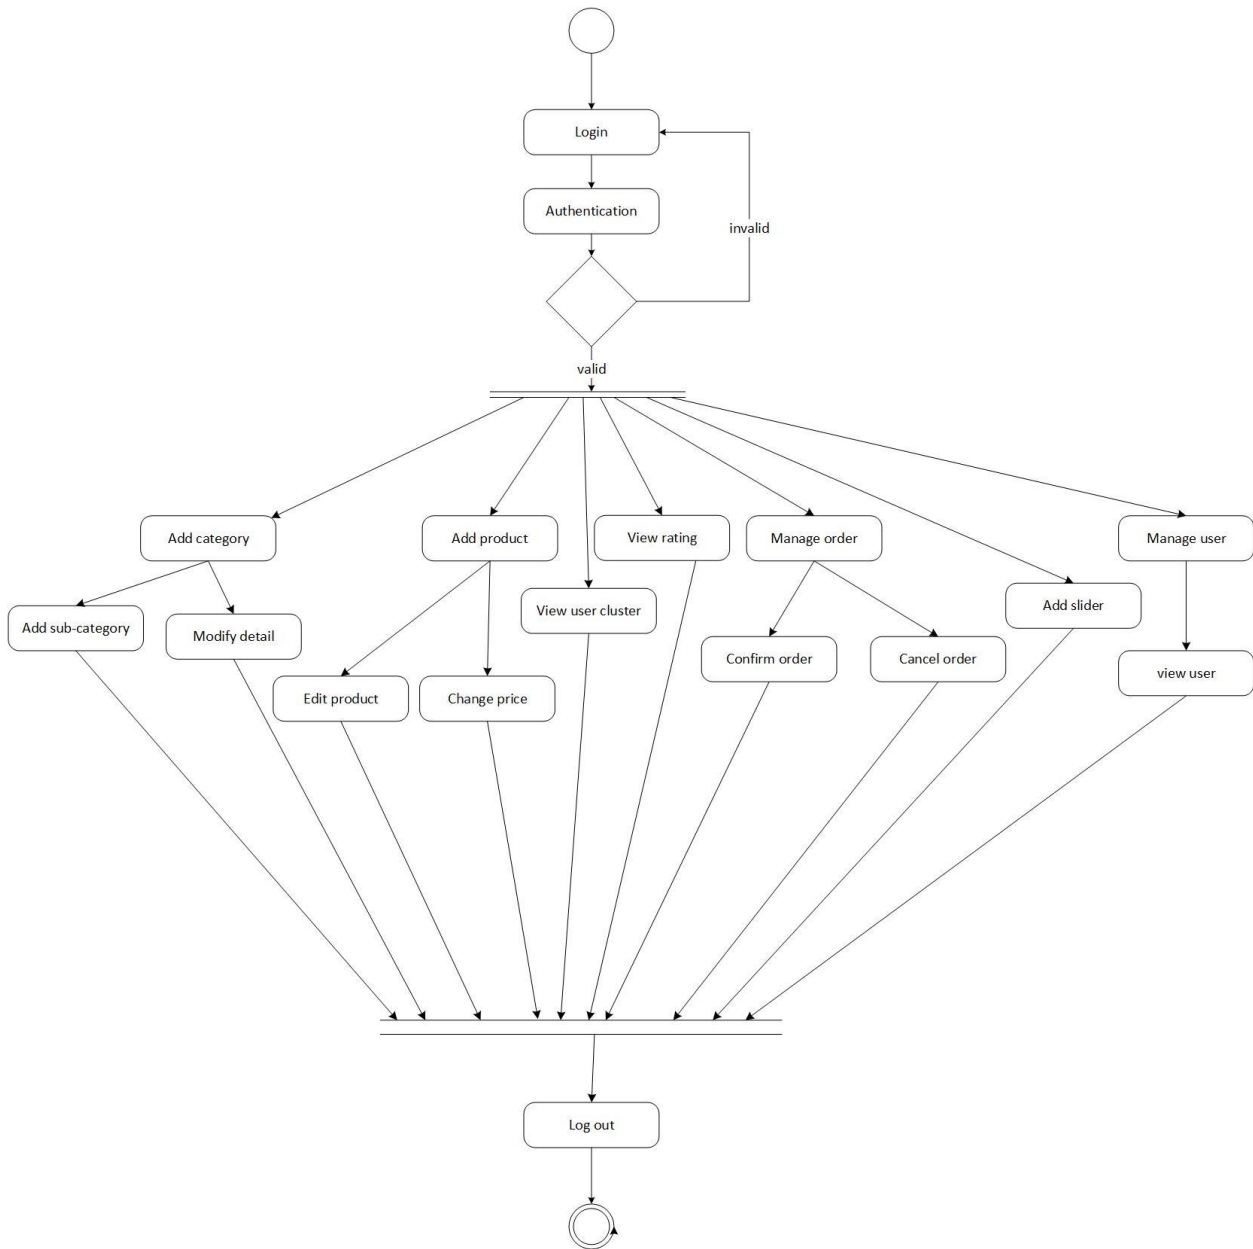 Login
Authentication
invalid
valid
Add category
Add product
View rating
Manage order
Manage user
Add sub-category
Modify detail
View user cluster
Add slider
Confirm order
Cancel order
view user
Edit product
Change price
Log out